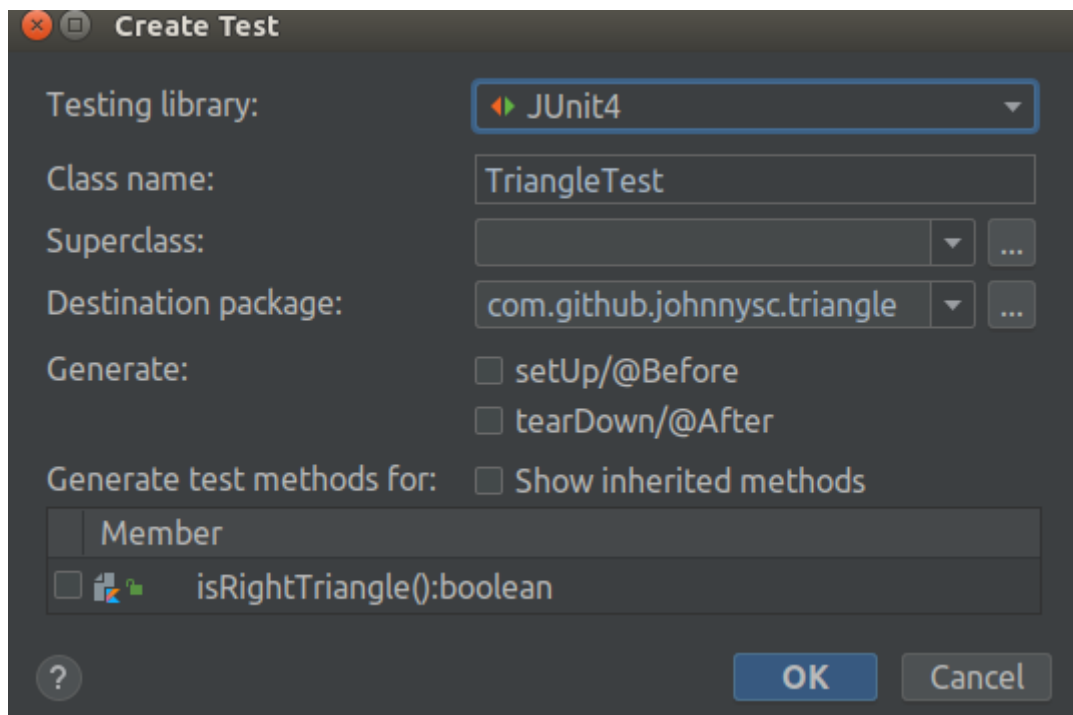 Create Test
Testing library: JUnit4
Class name: TriangleTest
Superclass: ...
Destination package: com.github.johnnysc.triangle ...
Generate: setUp/@Before
tearDown/@After
Generate test methods for: Show inherited methods
Member
isRightTriangle():boolean
? OK Cancel